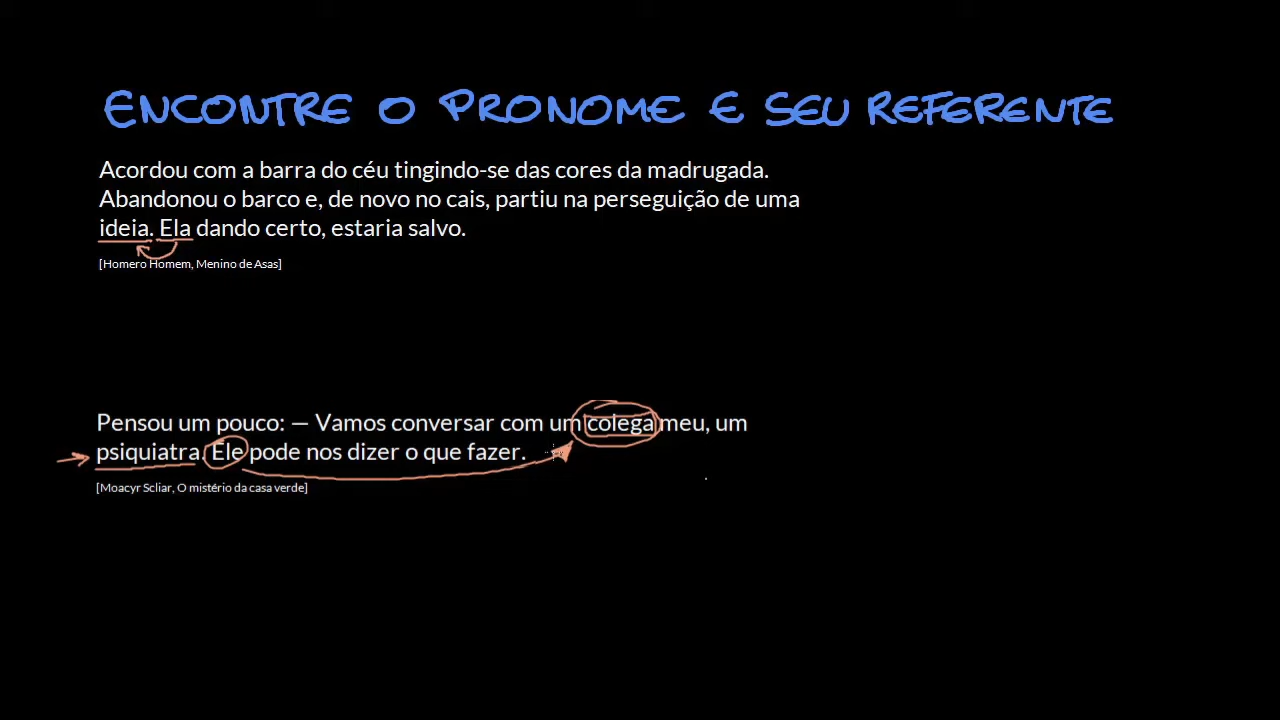 ENCONTRE O PRONOME E SEU REFERENTE
Acordou com a barra do céu tingindo-se das cores da madrugada.
Abandonou o barco e, de novo no cais, partiu na perseguição de uma
ideia. Ela dando certo, estaria salvo.
[Homero Homem, Menino de Asas]
Pensou um pouco: — Vamos conversar com um colega meu, um
psiquiatra. Ele pode nos dizer o que fazer.
[Moacyr Scliar, O mistério da casa verde]